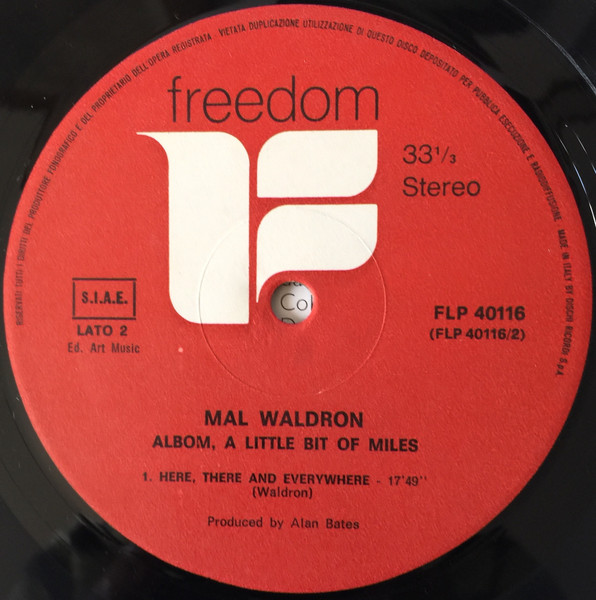 RISERVATI TUTTI I DIRITTI DEL PRODUTTORE FONOGRAFICO E DEL PROPRIETARIO DELL'OPERA REGISTRATA - VIETATA DUPLICAZIONE UTILIZZAZIONE DI QUESTO DISCO DEPOSITATO PER PUBBLICA ESECUZIONE E RADIODIFFUSIONE. MADE IN ITALY BY DISCHI RICORDI S.p.A.
freedom
33 1/3
Stereo
S.I.A.E.
LATO 2
Ed. Art Music
Col
FLP 40116
(FLP 40116/2)
MAL WALDRON
ALBOM, A LITTLE BIT OF MILES
1. HERE, THERE AND EVERYWHERE - 17'49''
(Waldron)
Produced by Alan Bates